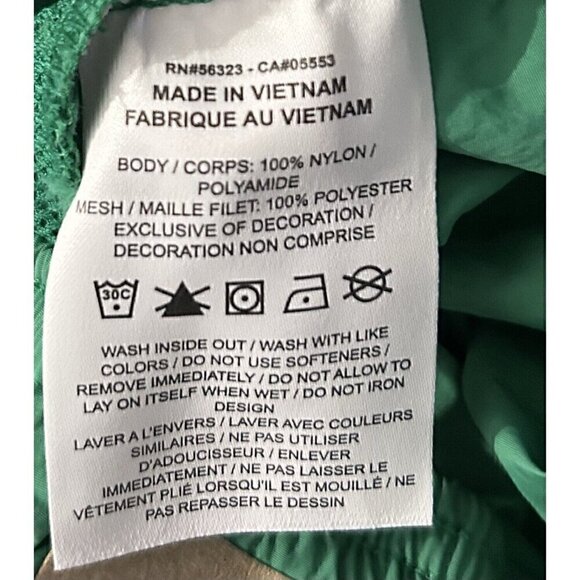 RN#56323 - CA#05553
MADE IN VIETNAM
FABRIQUE AU VIETNAM
BODY / CORPS: 100% NYLON /
POLYAMIDE
MESH / MAILLE FILET: 100% POLYESTER
EXCLUSIVE OF DECORATION /
DECORATION NON COMPRISE
30C
WASH INSIDE OUT / WASH WITH LIKE
COLORS / DO NOT USE SOFTENERS /
REMOVE IMMEDIATELY / DO NOT ALLOW TO
LAY ON ITSELF WHEN WET / DO NOT IRON
DESIGN
LAVER A L'ENVERS / LAVER AVEC COULEURS
SIMILAIRES / NE PAS UTILISER
D'ADOUCISSEUR / ENLEVER
IMMEDIATEMENT / NE PAS LAISSER LE
VÊTEMENT PLIÉ LORSQU'IL EST MOUILLÉ / NE
PAS REPASSER LE DESSIN